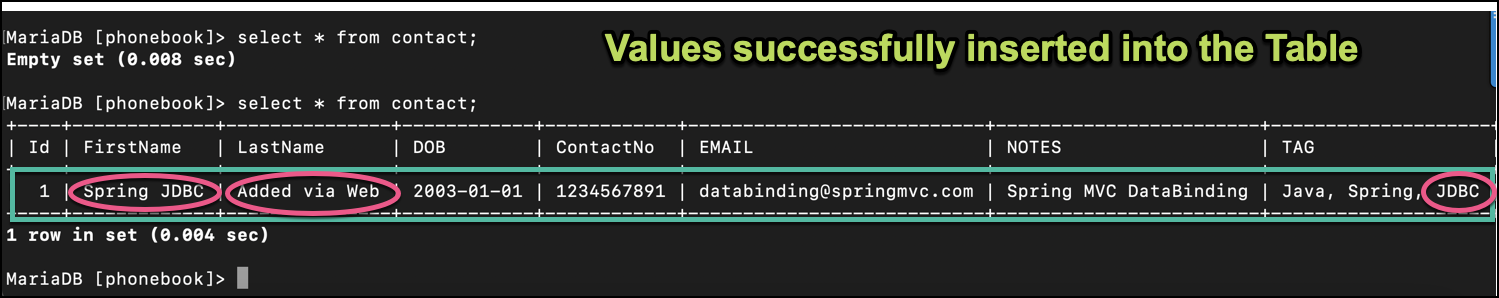 MariaDB [phonebook]> select * from contact;
Values successfully inserted into the Table
Empty set (0.008 sec)
MariaDB [phonebook]> select * from contact;
| Id | FirstName | LastName | DOB | ContactNo | EMAIL | NOTES | TAG
| 1 | Spring JDBC | Added via Web | 2003-01-01 | 1234567891 | databinding@springmvc.com | Spring MVC DataBinding | Java, Spring, JDBC
1 row in set (0.004 sec)
MariaDB [phonebook]>